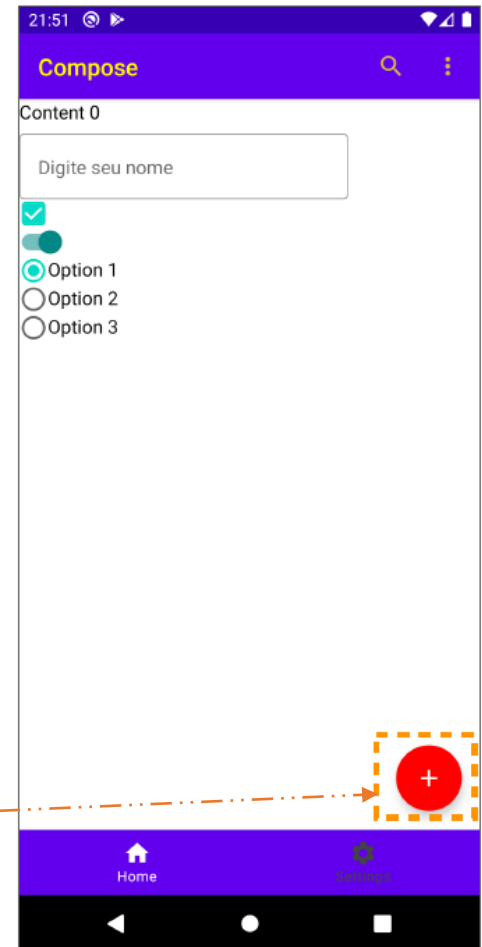 21:51
Compose
Content 0
Digite seu nome
Option 1
Option 2
Option 3
+
Home
Settings